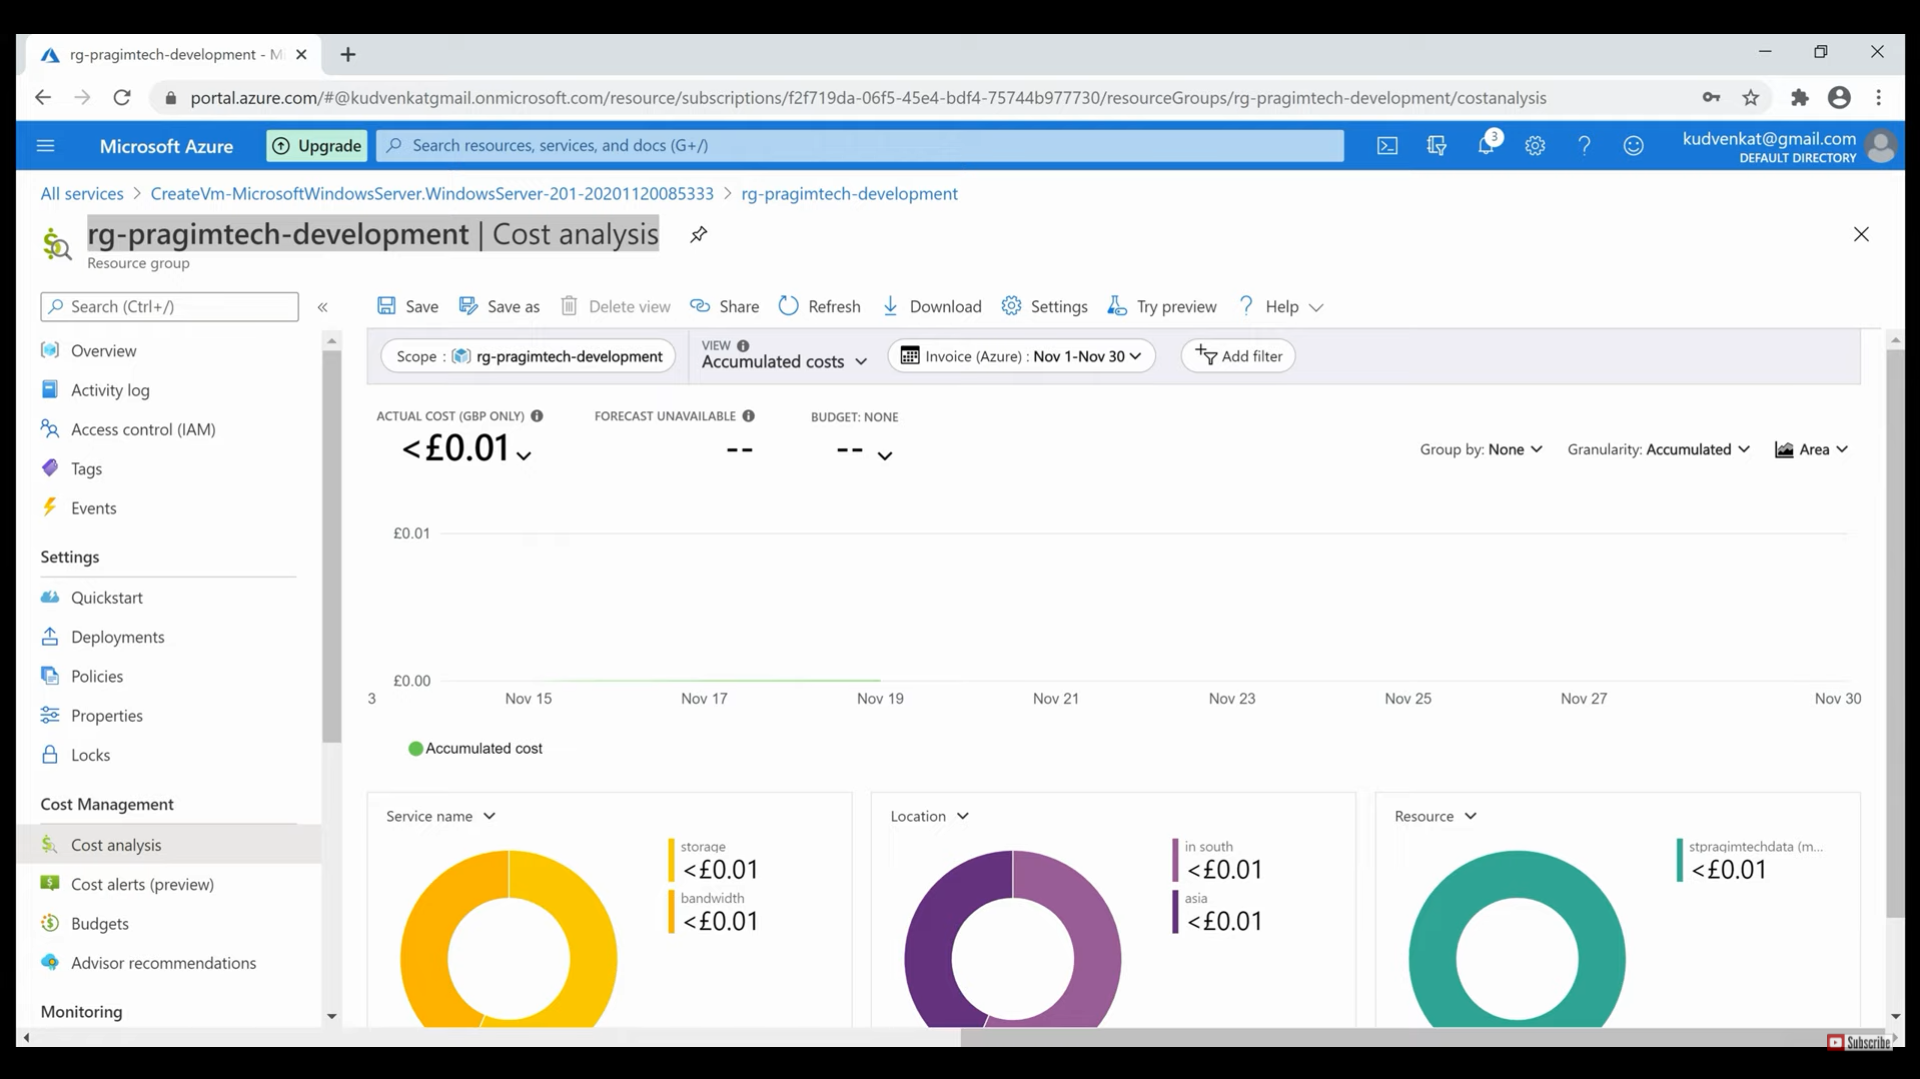 rg-pragimtech-development - M
portal.azure.com/#@kudvenkatgmail.onmicrosoft.com/resource/subscriptions/f2f719da-06f5-45e4-bdf4-75744b977730/resourceGroups/rg-pragimtech-development/costanalysis
Microsoft Azure
Upgrade
Search resources, services, and docs (G+/)
3
kudvenkat@gmail.com
DEFAULT DIRECTORY
All services > CreateVm-MicrosoftWindowsServer.WindowsServer-201-20201120085333 > rg-pragimtech-development
rg-pragimtech-development | Cost analysis
Resource group
Search (Ctrl+/)
«
Overview
Activity log
Access control (IAM)
Tags
Events
Settings
Quickstart
Deployments
Policies
Properties
Locks
Cost Management
Cost analysis
Cost alerts (preview)
Budgets
Advisor recommendations
Monitoring
Save Save as Delete view Share Refresh Download Settings Try preview ? Help
Scope : rg-pragimtech-development
VIEW
Accumulated costs
Invoice (Azure) : Nov 1-Nov 30
Add filter
ACTUAL COST (GBP ONLY)
<£0.01
FORECAST UNAVAILABLE
--
BUDGET: NONE
--
Group by: None
Granularity: Accumulated
Area
£0.01
£0.00
3 Nov 15 Nov 17 Nov 19 Nov 21 Nov 23 Nov 25 Nov 27 Nov 30
Accumulated cost
Service name
storage
<£0.01
bandwidth
<£0.01
Location
in south
<£0.01
asia
<£0.01
Resource
stpragimtechdata (m...
<£0.01
Subscribe